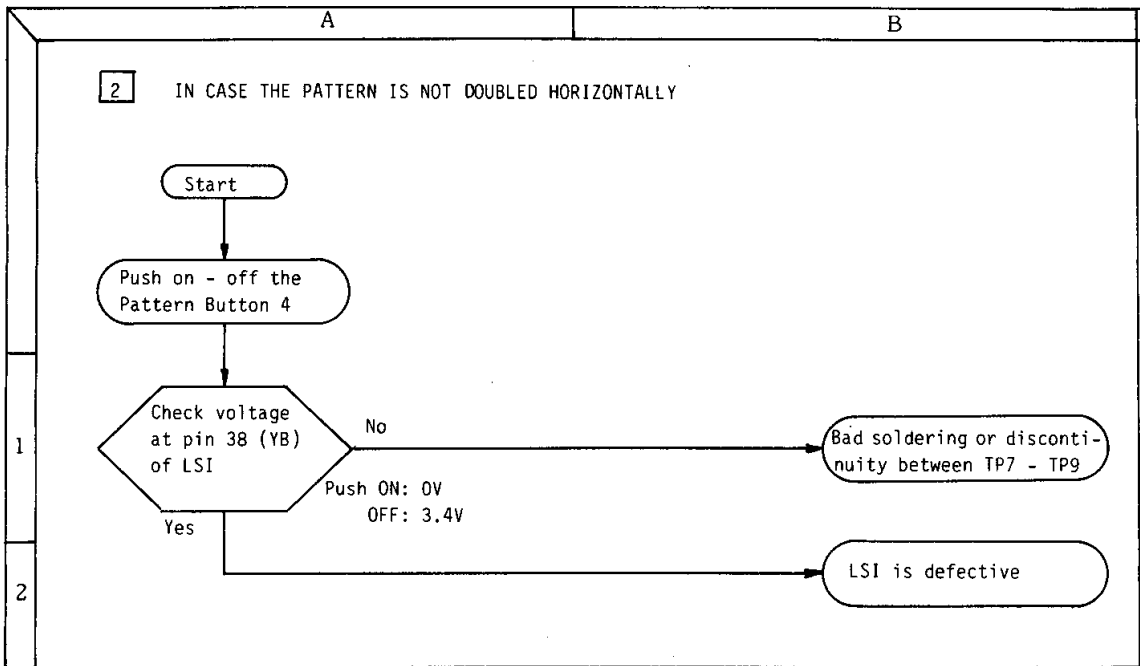 A
B
2 IN CASE THE PATTERN IS NOT DOUBLED HORIZONTALLY
Start
Push on - off the
Pattern Button 4
1
Check voltage
at pin 38 (YB)
of LSI
No
Push ON: 0V
OFF: 3.4V
Yes
Bad soldering or disconti-
nuity between TP7 - TP9
2
LSI is defective